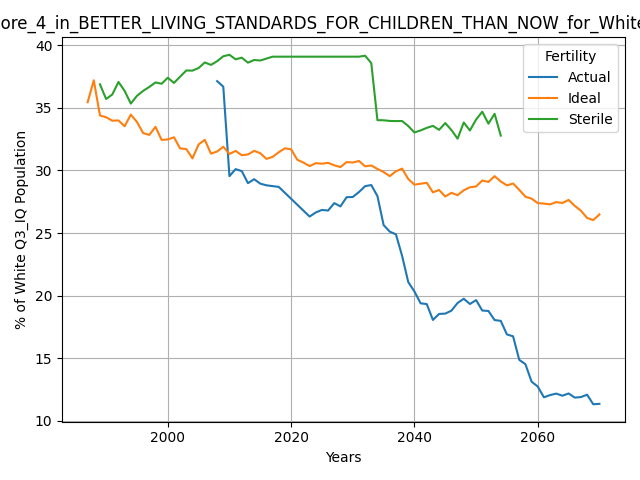 ore_4_in_BETTER_LIVING_STANDARDS_FOR_CHILDREN_THAN_NOW_for_White
Fertility
Actual
Ideal
Sterile
% of White Q3_IQ Population
40
35
30
25
20
15
10
2000
2020
2040
2060
Years